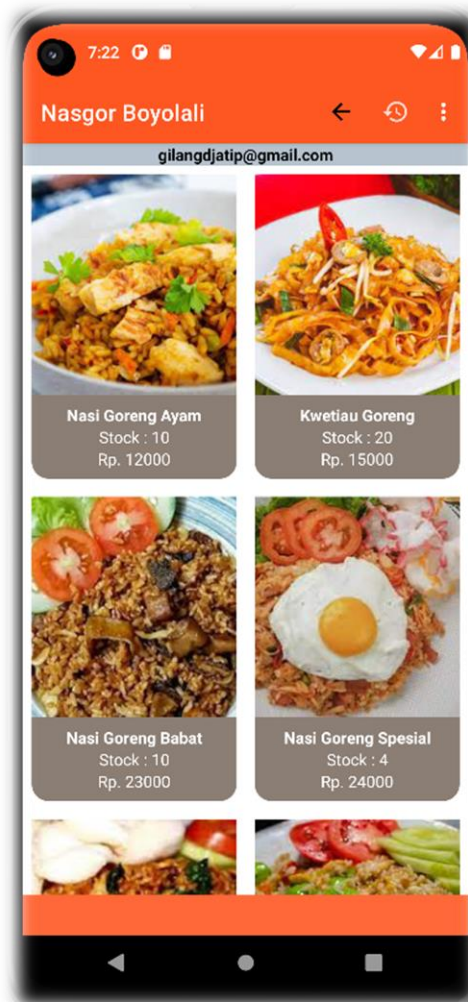 7:22
Nasgor Boyolali
gilangdjatip@gmail.com
Nasi Goreng Ayam
Stock : 10
Rp. 12000
Kwetiau Goreng
Stock : 20
Rp. 15000
Nasi Goreng Babat
Stock : 10
Rp. 23000
Nasi Goreng Spesial
Stock : 4
Rp. 24000